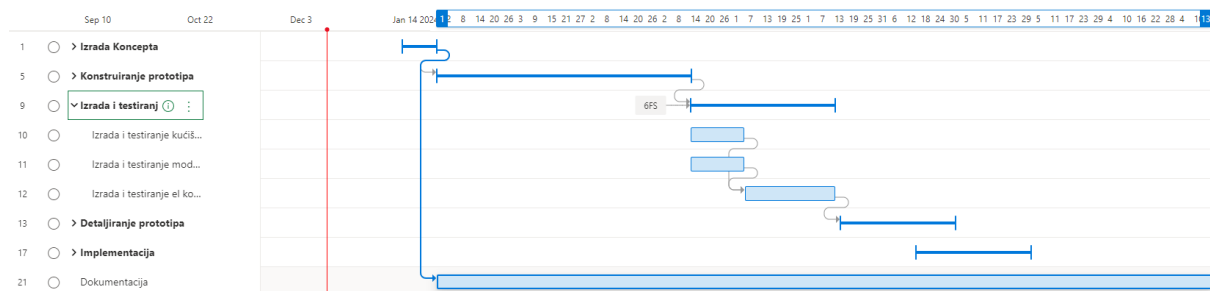 Sep 10 Oct 22 Dec 3 Jan 14 2024 1 2 8 14 20 26 3 9 15 21 27 2 8 14 20 26 2 8 14 20 26 1 7 13 19 25 1 7 13 19 25 31 6 12 18 24 30 5 11 17 23 29 5 11 17 23 29 4 10 16 22 28 4 13
1 > Izrada Koncepta
5 > Konstruiranje prototipa
9 Izrada i testiranj
6FS
10 Izrada i testiranje kućiš...
11 Izrada i testiranje mod...
12 Izrada i testiranje el ko...
13 > Detaljiranje prototipa
17 > Implementacija
21 Dokumentacija